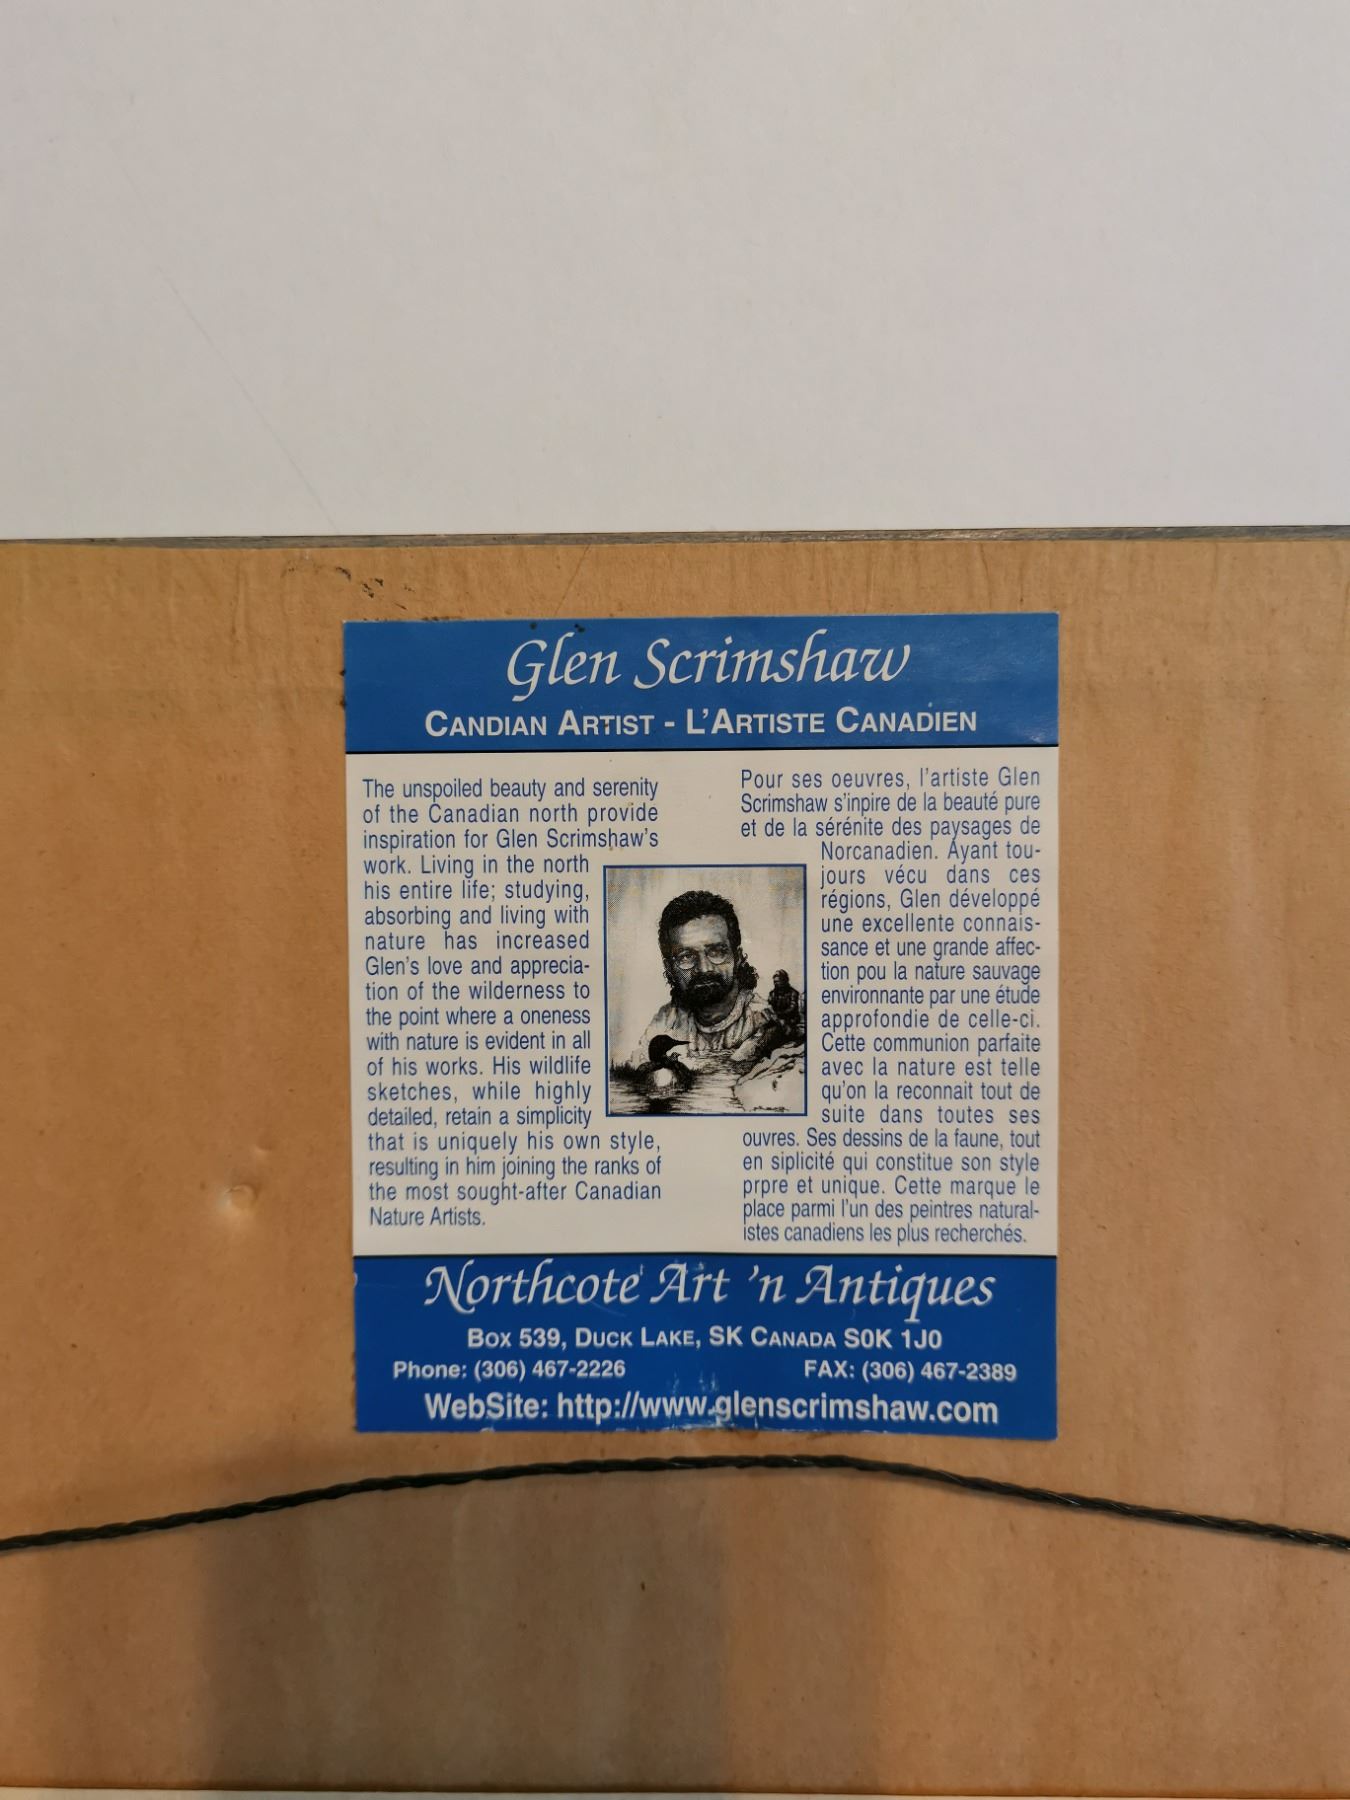 Glen Scrimshaw
CANDIAN ARTIST - L'ARTISTE CANADIEN
The unspoiled beauty and serenity
of the Canadian north provide
inspiration for Glen Scrimshaw's
work. Living in the north
his entire life; studying,
absorbing and living with
nature has increased
Glen's love and apprecia-
tion of the wilderness to
the point where a oneness
with nature is evident in all
of his works. His wildlife
sketches, while highly
detailed, retain a simplicity
that is uniquely his own style,
resulting in him joining the ranks of
the most sought-after Canadian
Nature Artists.
Pour ses oeuvres, l'artiste Glen
Scrimshaw s'inpire de la beauté pure
et de la sérénite des paysages de
Norcanadien. Ayant tou-
jours vécu dans ces
régions, Glen développé
une excellente connais-
sance et une grande affec-
tion pou la nature sauvage
environnante par une étude
approfondie de celle-ci.
Cette communion parfaite
avec la nature est telle
qu'on la reconnait tout de
suite dans toutes ses
ouvres. Ses dessins de la faune, tout
en siplicité qui constitue son style
prpre et unique. Cette marque le
place parmi l'un des peintres natural-
istes canadiens les plus recherchés.
Northcote Art 'n Antiques
BOX 539, DUCK LAKE, SK CANADA S0K 1J0
Phone: (306) 467-2226 FAX: (306) 467-2389
WebSite: http://www.glenscrimshaw.com